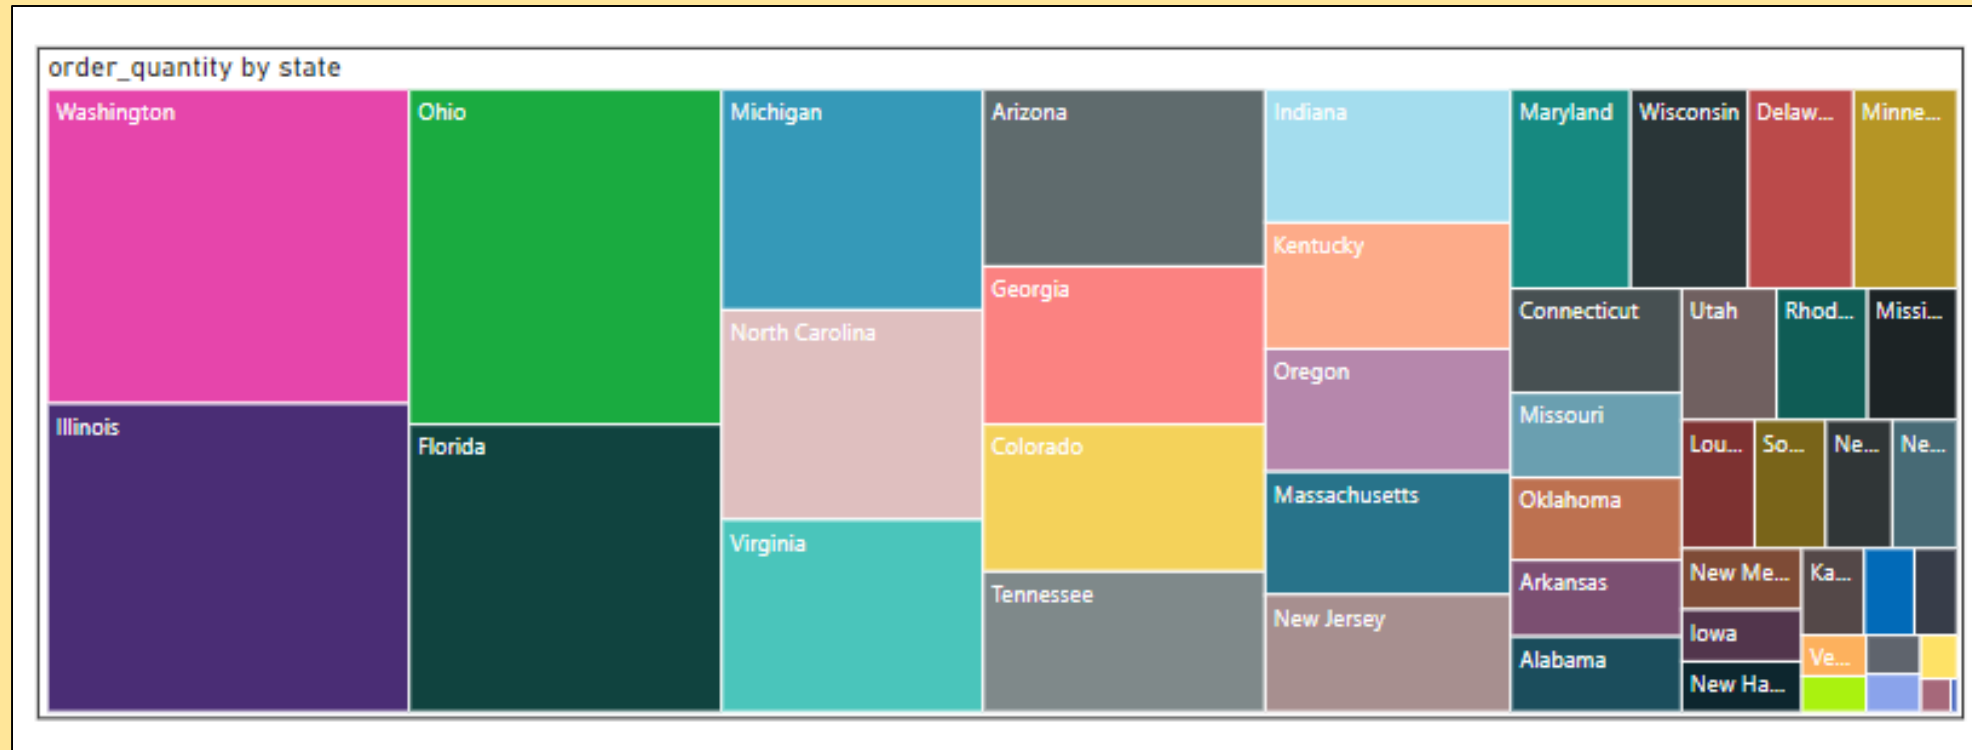 order_quantity by state
Washington
Illinois
Ohio
Florida
Michigan
North Carolina
Virginia
Arizona
Georgia
Colorado
Tennessee
Indiana
Kentucky
Oregon
Massachusetts
New Jersey
Maryland
Wisconsin
Delaw...
Minne...
Connecticut
Missouri
Oklahoma
Arkansas
Alabama
Utah
Rhod...
Missi...
Lou...
So...
Ne...
Ne...
New Me...
Iowa
New Ha...
Ka...
Ve...